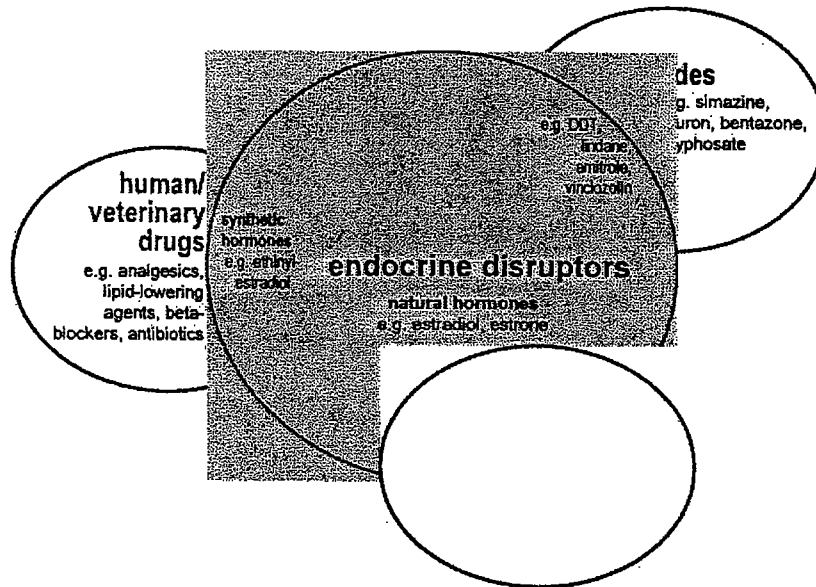 des
g. simazine,
uron, bentazone,
yphosate
e.g. DDT,
lindane,
amitrole,
vinclozolin
human/
veterinary
drugs
e.g. analgesics,
lipid-lowering
agents, beta-
blockers, antibiotics
synthetic
hormones
e.g. ethinyl
estradiol
endocrine disruptors
natural hormones
e.g. estradiol, estrone